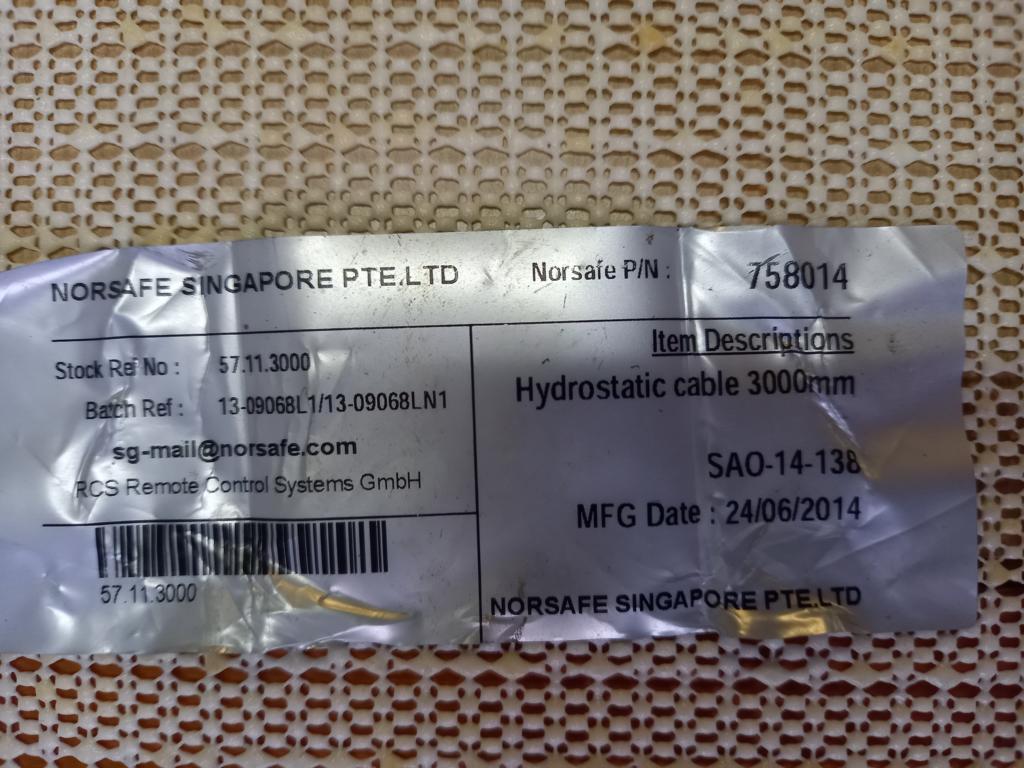 NORSAFE SINGAPORE PTE.LTD
Norsafe P/N : 758014
Stock Ref No : 57.11.3000
Batch Ref : 13-09068L1/13-09068LN1
sg-mail@norsafe.com
RCS Remote Control Systems GmbH
57.11.3000
Item Descriptions
Hydrostatic cable 3000mm
SAO-14-138
MFG Date : 24/06/2014
NORSAFE SINGAPORE PTE.LTD